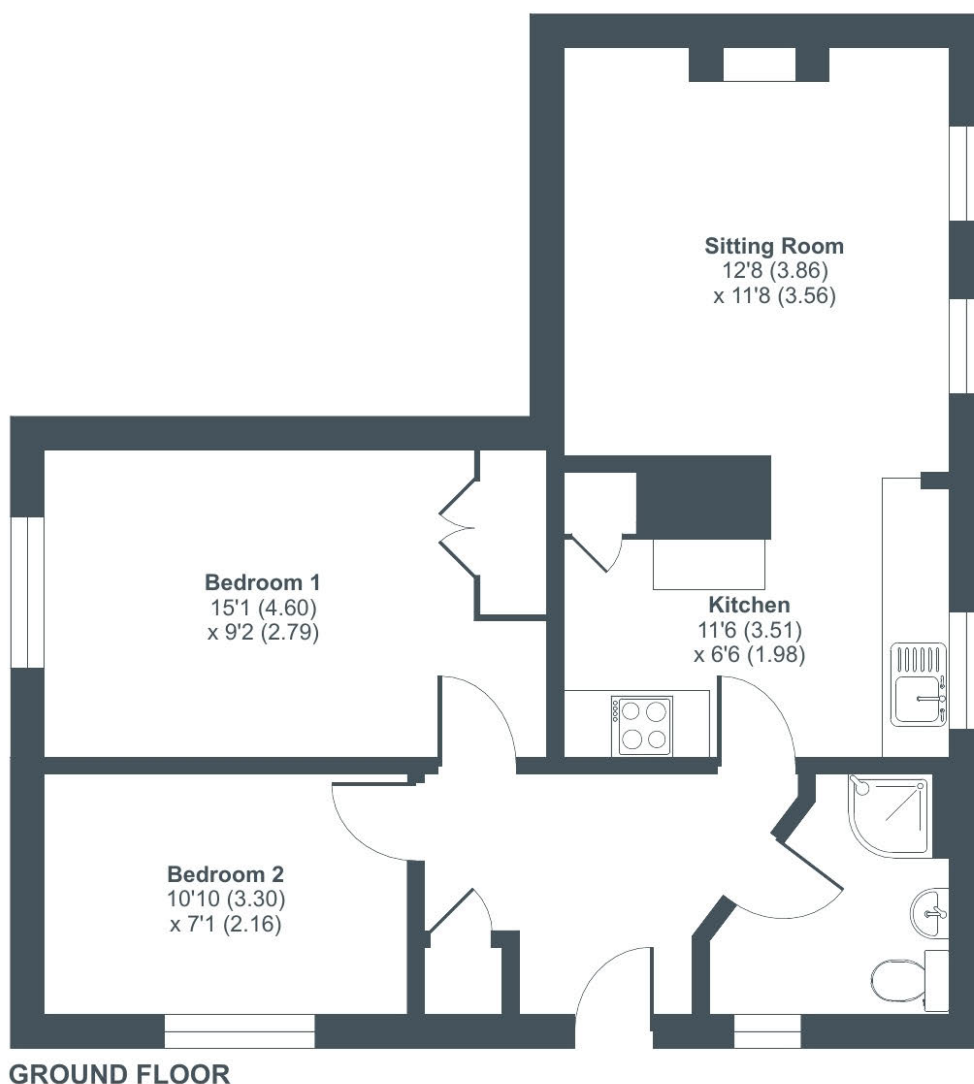 Sitting Room
12'8 (3.86)
x 11'8 (3.56)
Bedroom 1
15'1 (4.60)
x 9'2 (2.79)
Kitchen
11'6 (3.51)
x 6'6 (1.98)
Bedroom 2
10'10 (3.30)
x 7'1 (2.16)
GROUND FLOOR